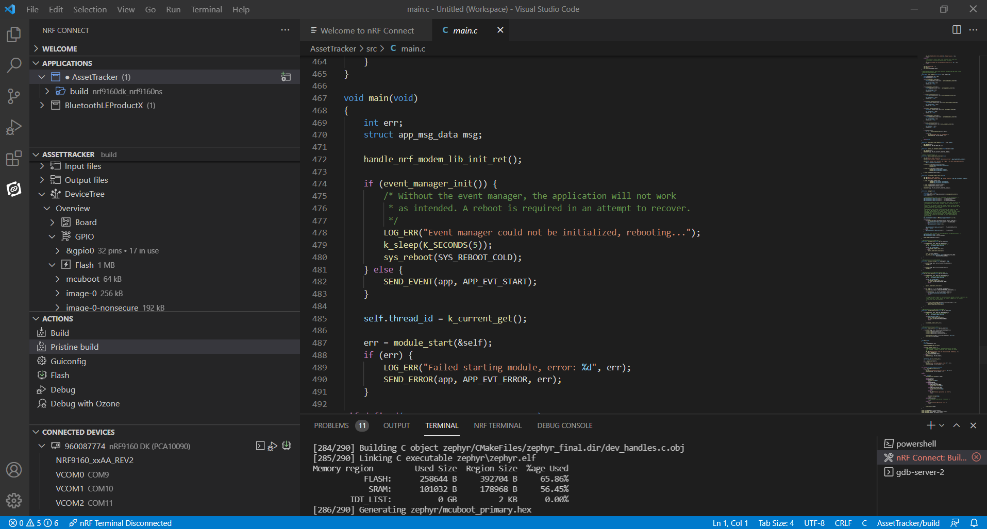 File Edit Selection View Go Run Terminal Help
main.c - Untitled (Workspace) - Visual Studio Code
NRF CONNECT
WELCOME
APPLICATIONS
AssetTracker (1)
build nrf9160dk_nrf9160ns
BluetoothLEProductX (1)
ASSETTRACKER build
Input files
Output files
DeviceTree
Overview
Board
GPIO
&gpio0 32 pins • 17 in use
Flash 1 MB
mcuboot 64 kB
image-0 256 kB
image-0-nonsecure 192 kB
ACTIONS
Build
Pristine build
Guiconfig
Flash
Debug
Debug with Ozone
CONNECTED DEVICES
960087774 nRF9160 DK (PCA10090)
NRF9160_xxAA_REV2
VCOM0 COM9
VCOM1 COM10
VCOM2 COM11
Welcome to nRF Connect
C main.c
AssetTracker > src > C main.c
464 }
465 }
466
467 void main(void)
468 {
469 int err;
470 struct app_msg_data msg;
471
472 handle_nrf_modem_lib_init_ret();
473
474 if (event_manager_init()) {
475 /* Without the event manager, the application will not work
476 * as intended. A reboot is required in an attempt to recover.
477 */
478 LOG_ERR("Event manager could not be initialized, rebooting...");
479 k_sleep(K_SECONDS(5));
480 sys_reboot(SYS_REBOOT_COLD);
481 } else {
482 SEND_EVENT(app, APP_EVT_START);
483 }
484
485 self.thread_id = k_current_get();
486
487 err = module_start(&self);
488 if (err) {
489 LOG_ERR("Failed starting module, error: %d", err);
490 SEND_ERROR(app, APP_EVT_ERROR, err);
491 }
492
PROBLEMS 11 OUTPUT TERMINAL NRF TERMINAL DEBUG CONSOLE
[284/290] Building C object zephyr/CMakeFiles/zephyr_final.dir/dev_handles.c.obj
[285/290] Linking C executable zephyr\zephyr.elf
Memory region Used Size Region Size %age Used
FLASH: 258644 B 392704 B 65.86%
SRAM: 101032 B 178968 B 56.45%
IDT_LIST: 0 GB 2 KB 0.00%
[286/290] Generating zephyr/mcuboot_primary.hex
powershell
nRF Connect: Buil...
gdb-server-2
0 5 6 nRF Terminal Disconnected
Ln 1, Col 1 Tab Size: 4 UTF-8 CRLF C AssetTracker/build